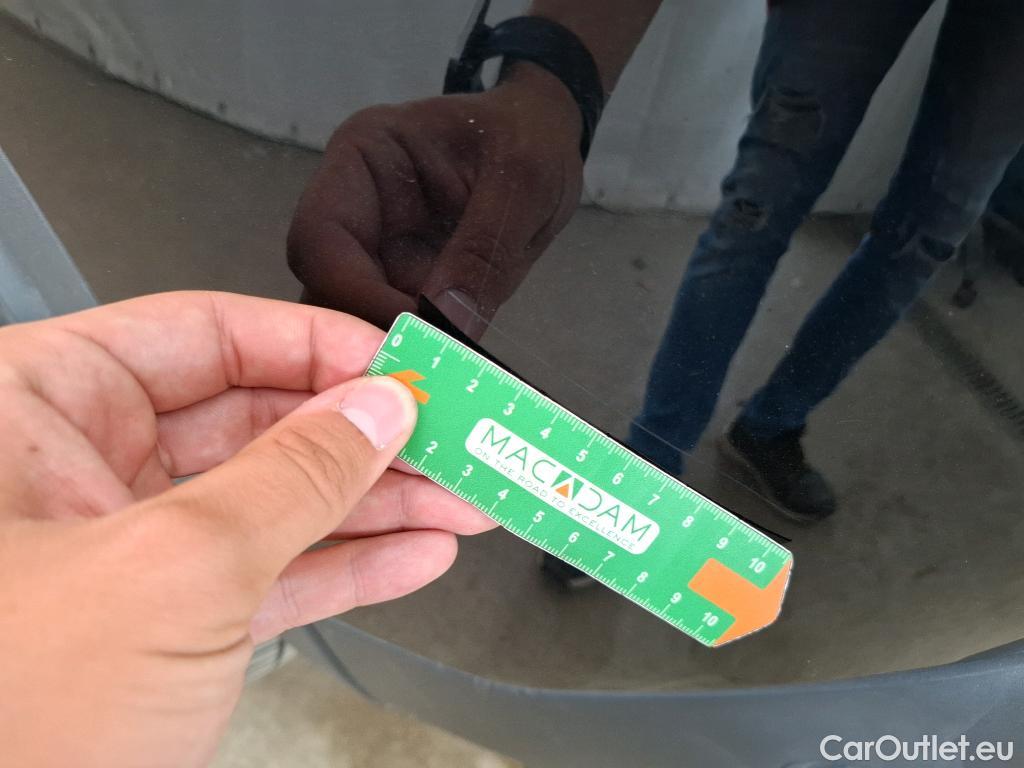 0 1 2 3 4 5 6 7 8 9 10
MACADAM
ON THE ROAD TO EXCELLENCE
2 3 4 5 6 7 8 9 10
CarOutlet.eu